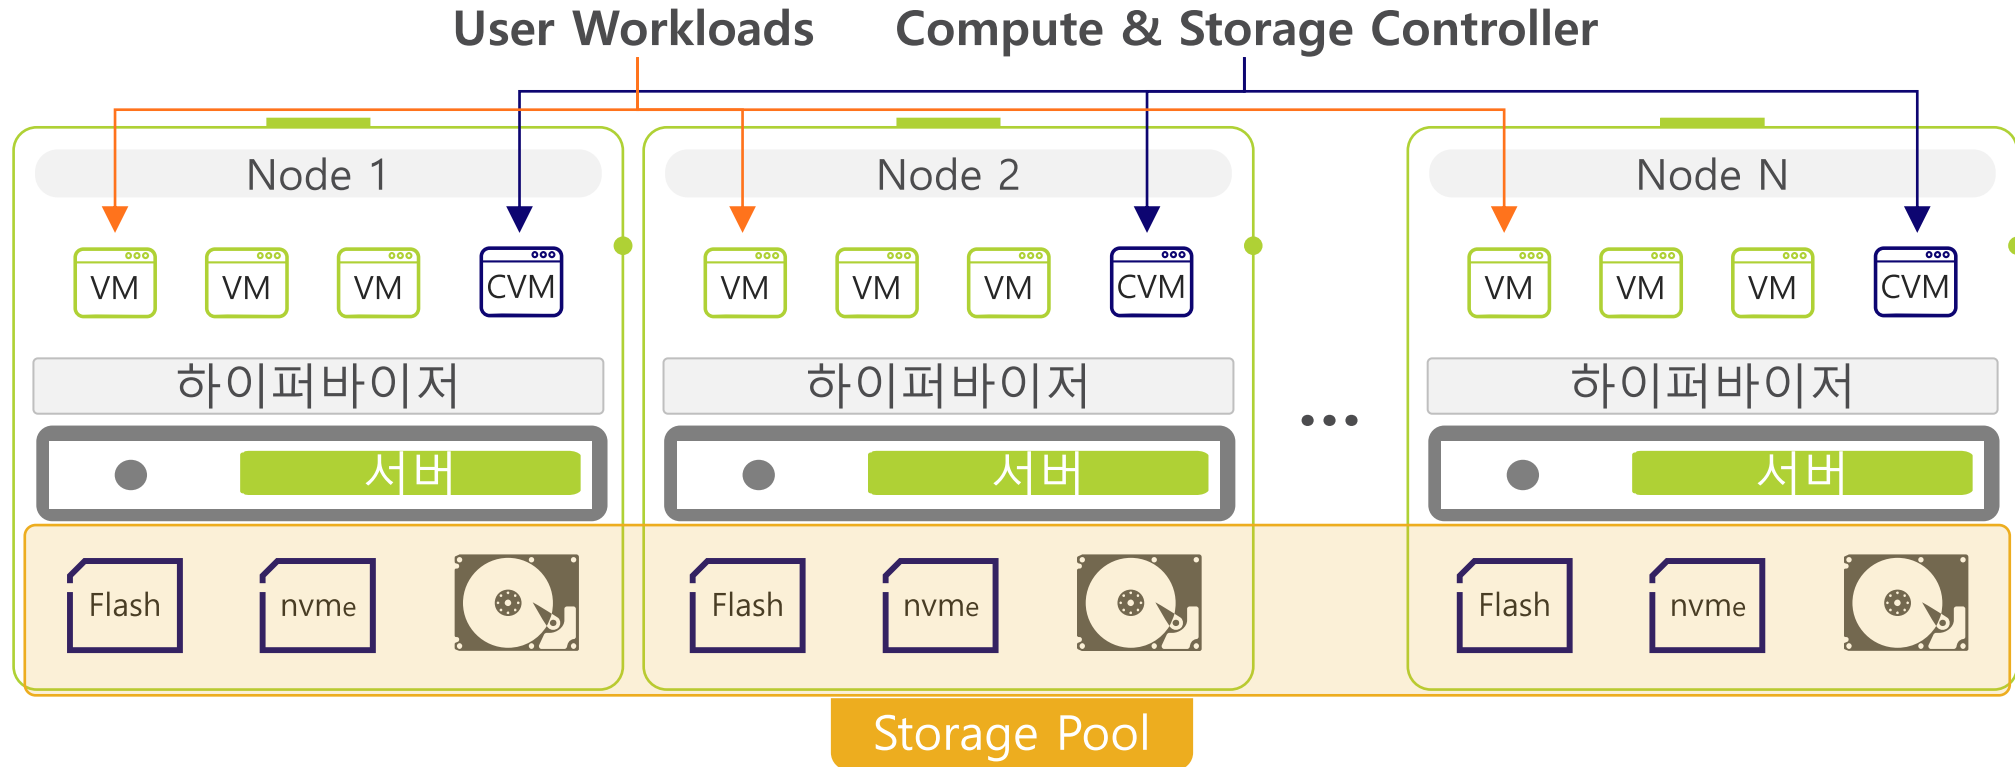 User Workloads
Compute & Storage Controller
Node 1
Node 2
Node N
VM
VM
VM
CVM
VM
VM
VM
CVM
VM
VM
VM
CVM
하이퍼바이저
하이퍼바이저
...
하이퍼바이저
서버
서버
서버
Flash
nvme
Flash
nvme
Flash
nvme
Storage Pool